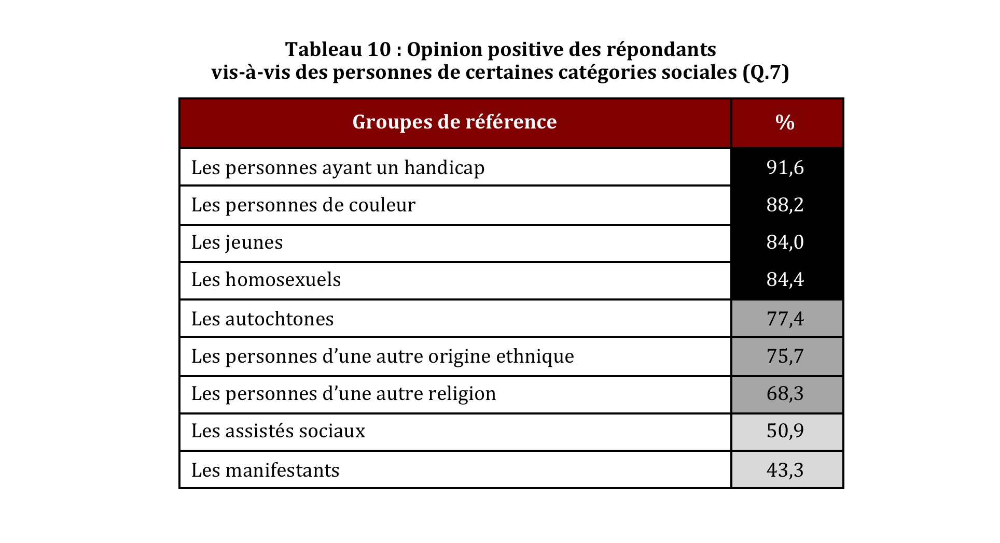 Tableau 10 : Opinion positive des répondants
vis-à-vis des personnes de certaines catégories sociales (Q.7)
Groupes de référence %
Les personnes ayant un handicap 91,6
Les personnes de couleur 88,2
Les jeunes 84,0
Les homosexuels 84,4
Les autochtones 77,4
Les personnes d’une autre origine ethnique 75,7
Les personnes d’une autre religion 68,3
Les assistés sociaux 50,9
Les manifestants 43,3